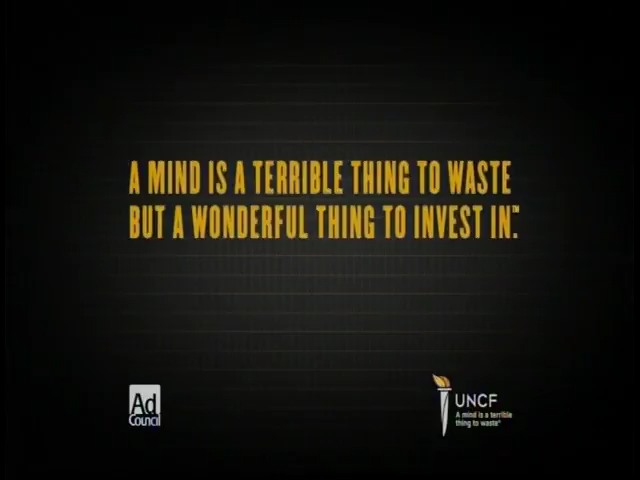 A MIND IS A TERRIBLE THING TO WASTE
BUT A WONDERFUL THING TO INVEST IN.™
Ad
Council
UNCF
A mind is a terrible
thing to waste®